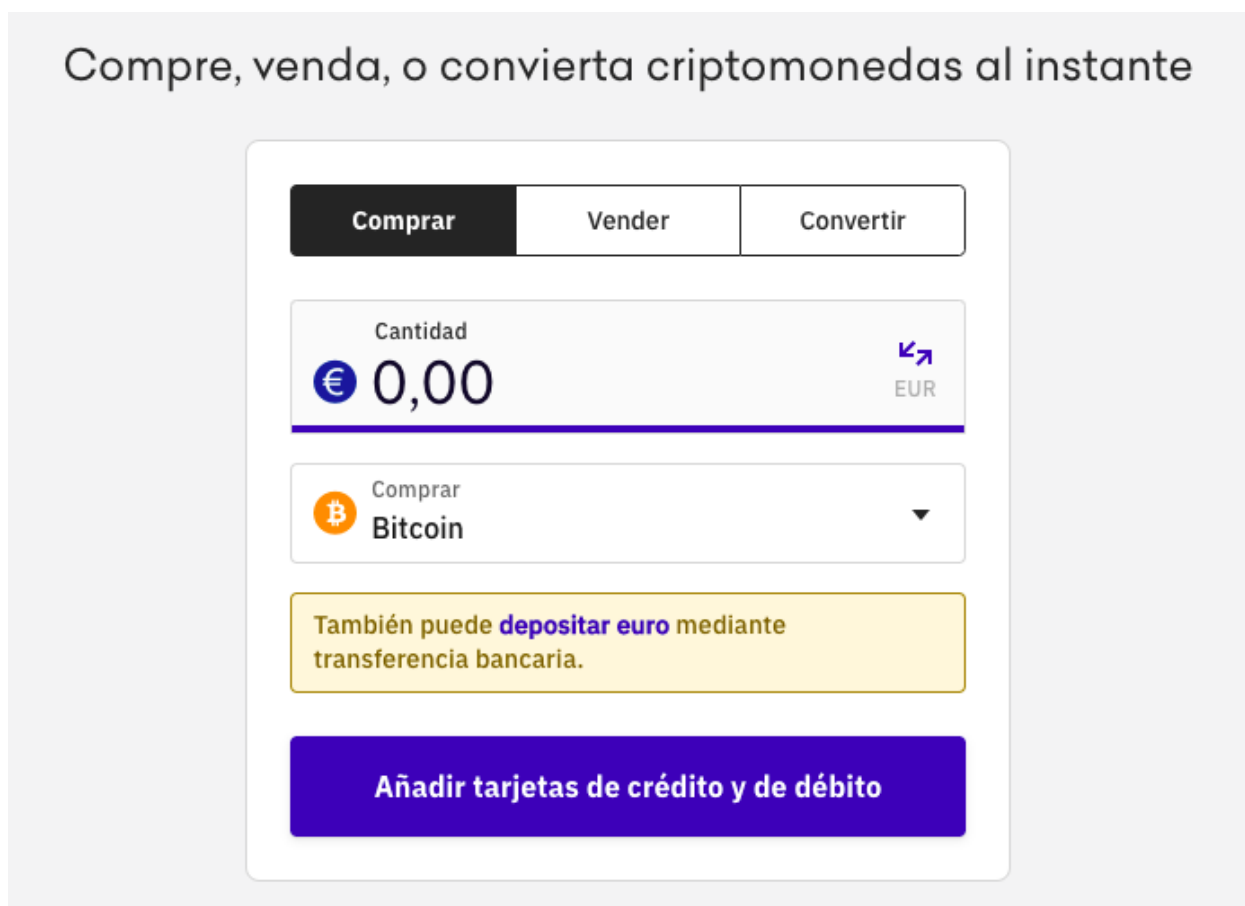 Compre, venda, o convierta criptomonedas al instante
Comprar Vender Convertir
Cantidad
€ 0,00
EUR
Comprar
Bitcoin
También puede depositar euro mediante
transferencia bancaria.
Añadir tarjetas de crédito y de débito